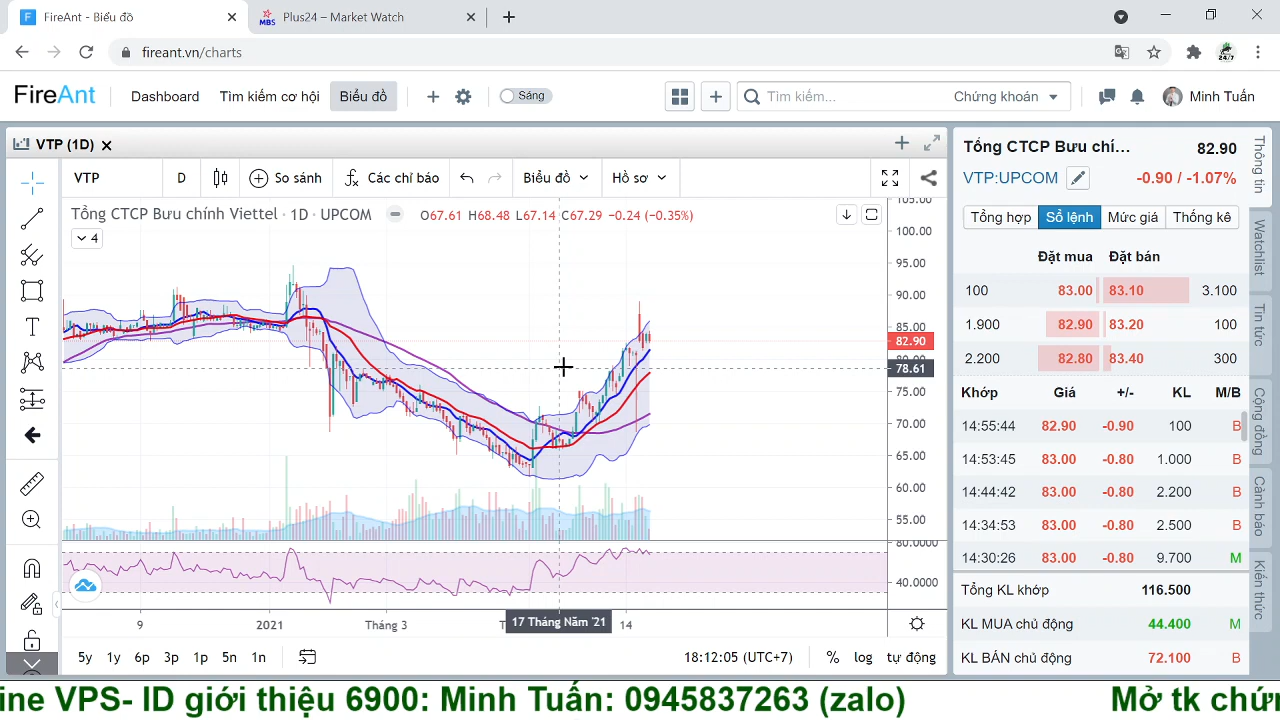 FireAnt - Biểu đồ
MBS Plus24 – Market Watch
fireant.vn/charts
24/7
FireAnt Dashboard Tìm kiếm cơ hội Biểu đồ Sáng Tìm kiếm... Chứng khoán Minh Tuấn
VTP (1D)
VTP D So sánh Các chỉ báo Biểu đồ Hồ sơ
Tổng CTCP Bưu chính Viettel · 1D · UPCOM O67.61 H68.48 L67.14 C67.29 -0.24 (-0.35%)
4
105.00
100.00
95.00
90.00
85.00
82.90
80.00
78.61
75.00
70.00
65.00
60.00
55.00
80.0000
40.0000
9 2021 Tháng 3 17 Tháng Năm '21 14
5y 1y 6p 3p 1p 5n 1n 18:12:05 (UTC+7) % log tự động
Tổng CTCP Bưu chí... 82.90
VTP:UPCOM -0.90 / -1.07%
Tổng hợp Sổ lệnh Mức giá Thống kê
Đặt mua Đặt bán
100 83.00 83.10 3.100
1.900 82.90 83.20 100
2.200 82.80 83.40 300
Khớp Giá +/- KL M/B
14:55:44 82.90 -0.90 100 B
14:53:45 83.00 -0.80 1.000 B
14:44:42 83.00 -0.80 2.200 B
14:34:53 83.00 -0.80 2.500 B
14:30:26 83.00 -0.80 9.700 M
Tổng KL khớp 116.500
KL MUA chủ động 44.400 M
KL BÁN chủ động 72.100 B
Thông tin
Watchlist
Tin tức
Cộng đồng
Cảnh báo
Kiến thức
ine VPS- ID giới thiệu 6900: Minh Tuấn: 0945837263 (zalo) Mở tk chứn